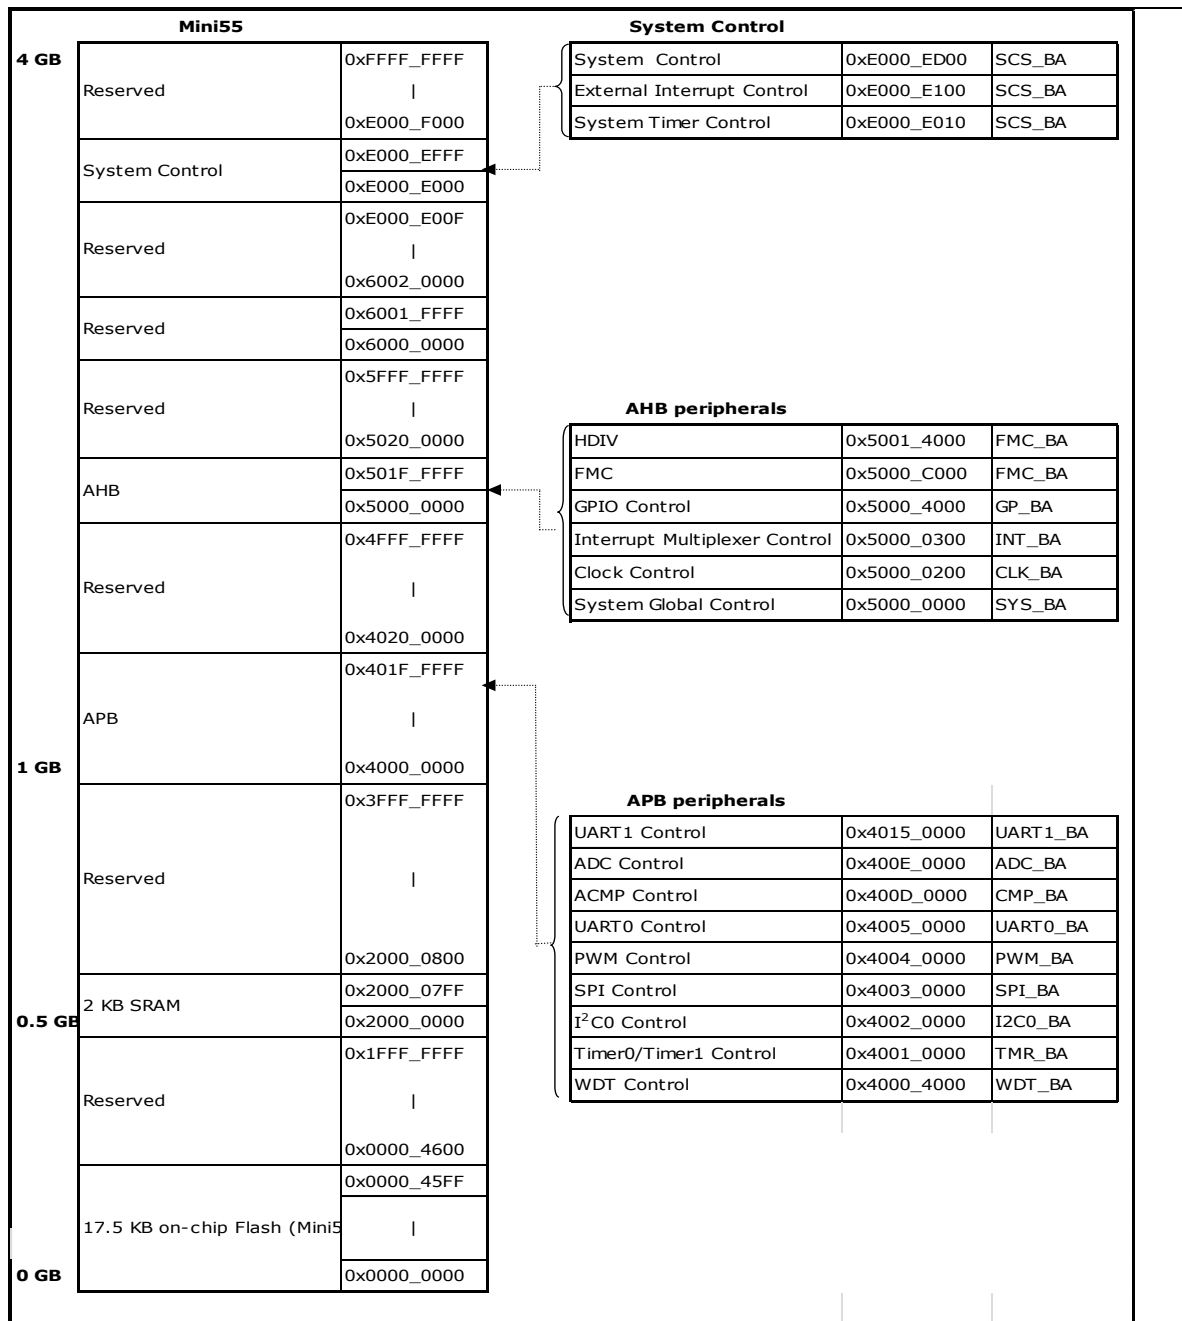 Mini55
System Control
4 GB
Reserved
0xFFFF_FFFF
|
0xE000_F000
System Control
0xE000_EFFF
0xE000_E000
Reserved
0xE000_E00F
|
0x6002_0000
Reserved
0x6001_FFFF
0x6000_0000
Reserved
0x5FFF_FFFF
|
0x5020_0000
AHB
0x501F_FFFF
0x5000_0000
Reserved
0x4FFF_FFFF
|
0x4020_0000
APB
0x401F_FFFF
|
1 GB
0x4000_0000
Reserved
0x3FFF_FFFF
|
0x2000_0800
2 KB SRAM
0x2000_07FF
0.5 GB
0x2000_0000
Reserved
0x1FFF_FFFF
|
0x0000_4600
17.5 KB on-chip Flash (Mini5
0x0000_45FF
|
0 GB
0x0000_0000
System Control 0xE000_ED00 SCS_BA
External Interrupt Control 0xE000_E100 SCS_BA
System Timer Control 0xE000_E010 SCS_BA
AHB peripherals
HDIV 0x5001_4000 FMC_BA
FMC 0x5000_C000 FMC_BA
GPIO Control 0x5000_4000 GP_BA
Interrupt Multiplexer Control 0x5000_0300 INT_BA
Clock Control 0x5000_0200 CLK_BA
System Global Control 0x5000_0000 SYS_BA
APB peripherals
UART1 Control 0x4015_0000 UART1_BA
ADC Control 0x400E_0000 ADC_BA
ACMP Control 0x400D_0000 CMP_BA
UART0 Control 0x4005_0000 UART0_BA
PWM Control 0x4004_0000 PWM_BA
SPI Control 0x4003_0000 SPI_BA
I²C0 Control 0x4002_0000 I2C0_BA
Timer0/Timer1 Control 0x4001_0000 TMR_BA
WDT Control 0x4000_4000 WDT_BA